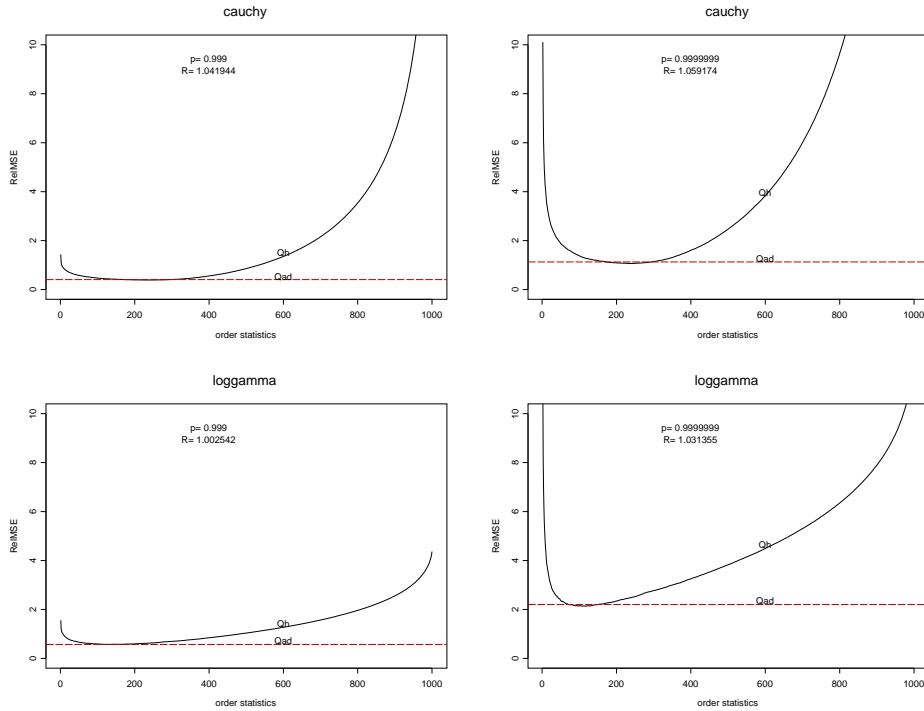 cauchy
p= 0.999
R= 1.041944
RelMSE
10
8
6
4
2
0
Qh
Qad
0 200 400 600 800 1000
order statistics
cauchy
p= 0.9999999
R= 1.059174
RelMSE
10
8
6
4
2
0
Qh
Qad
0 200 400 600 800 1000
order statistics
loggamma
p= 0.999
R= 1.002542
RelMSE
10
8
6
4
2
0
Qh
Qad
0 200 400 600 800 1000
order statistics
loggamma
p= 0.9999999
R= 1.031355
RelMSE
10
8
6
4
2
0
Qh
Qad
0 200 400 600 800 1000
order statistics